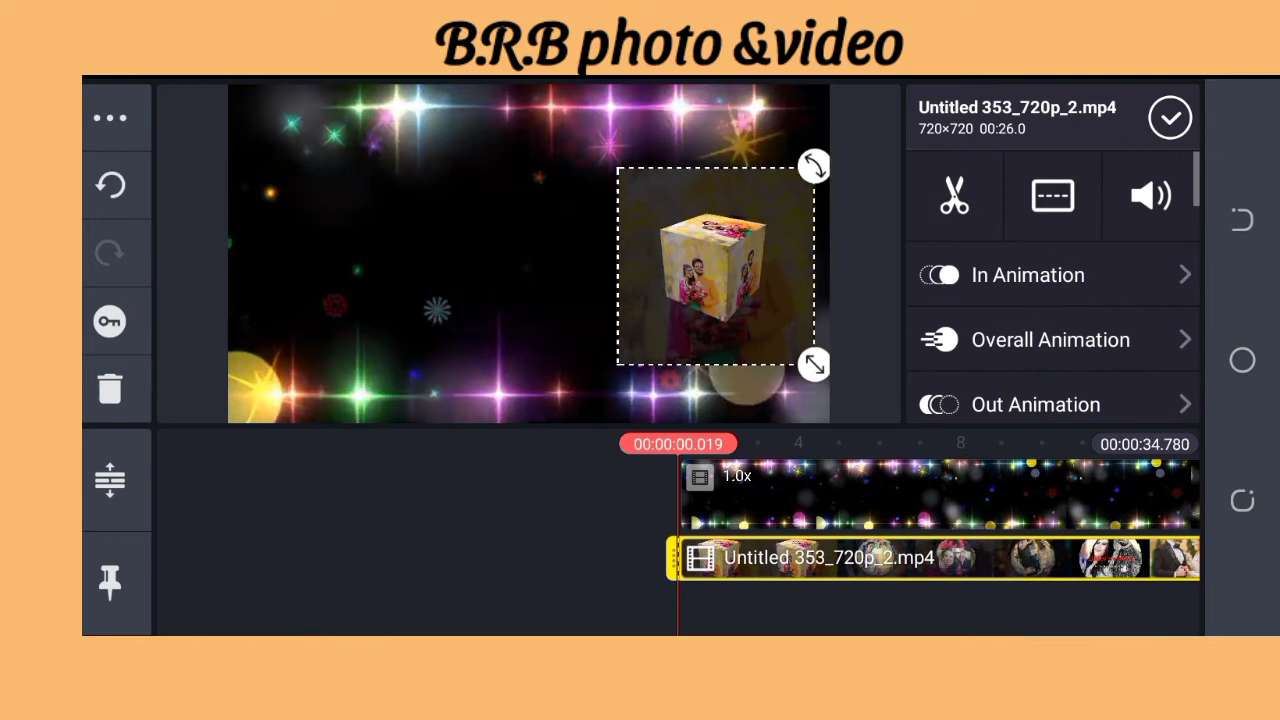 B.R.B photo &video
Untitled 353_720p_2.mp4
720×720 00:26.0
In Animation
Overall Animation
Out Animation
00:00:00.019
4
8
00:00:34.780
1.0x
Untitled 353_720p_2.mp4